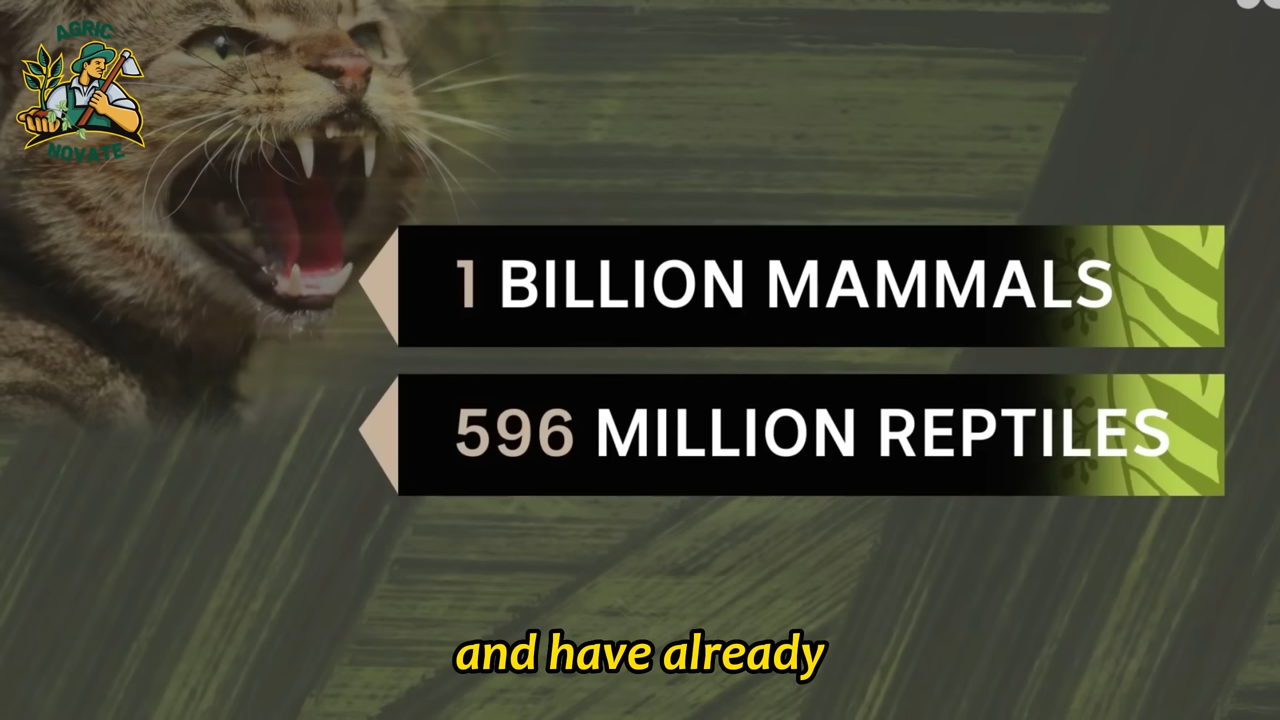 AGRIC
NOVATE
1 BILLION MAMMALS
596 MILLION REPTILES
and have already